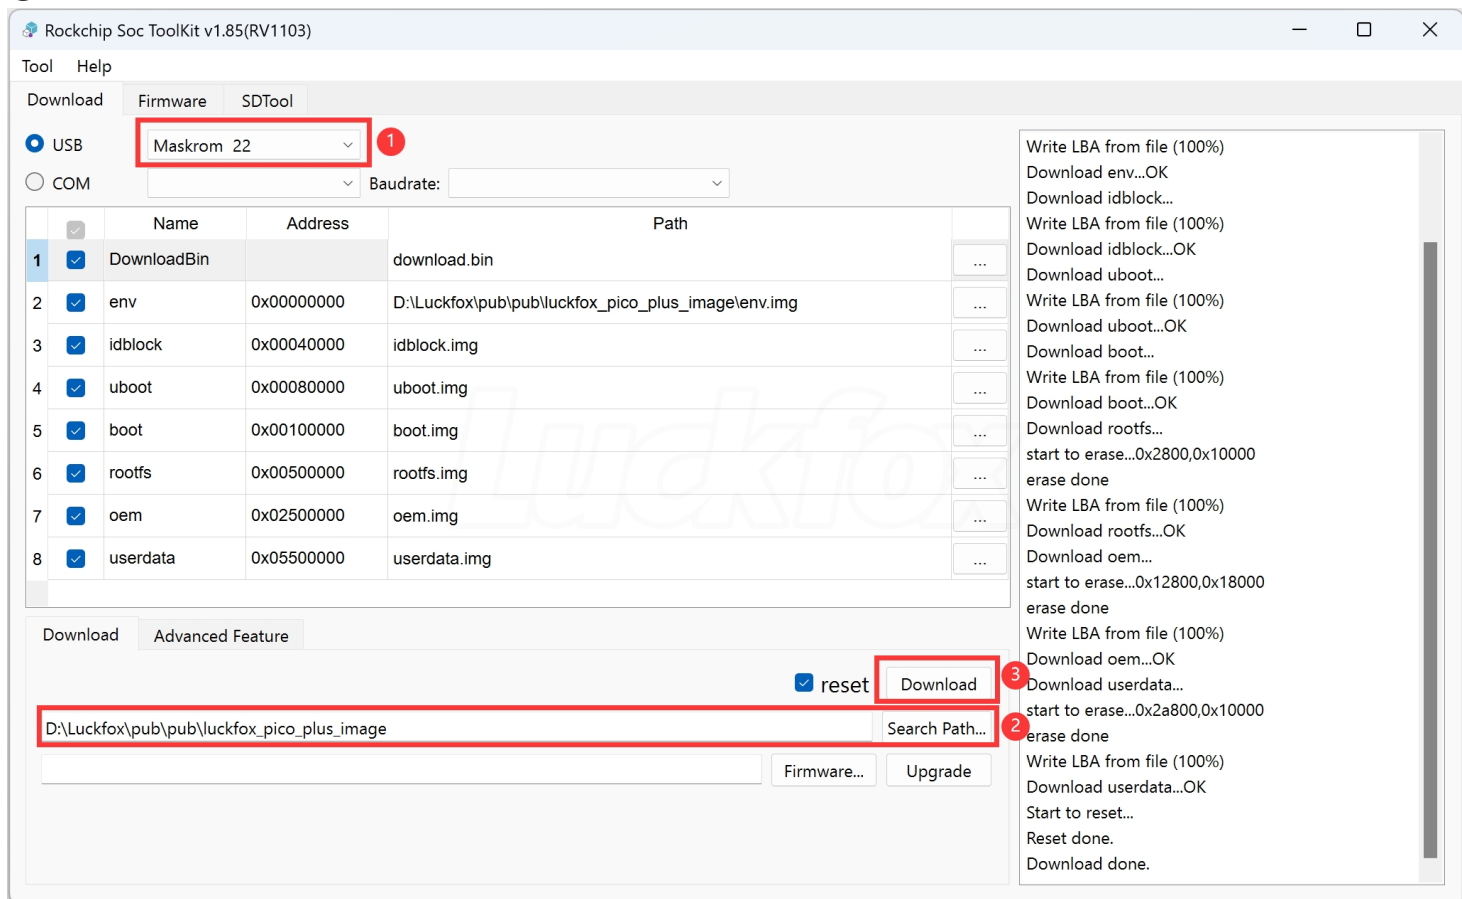 Rockchip Soc ToolKit v1.85(RV1103)
Tool Help
Download Firmware SDTool
USB Maskrom 22 1
COM Baudrate:
Name Address Path
1 DownloadBin download.bin ...
2 env 0x00000000 D:\Luckfox\pub\pub\luckfox_pico_plus_image\env.img ...
3 idblock 0x00040000 idblock.img ...
4 uboot 0x00080000 uboot.img ...
5 boot 0x00100000 boot.img ...
6 rootfs 0x00500000 rootfs.img ...
7 oem 0x02500000 oem.img ...
8 userdata 0x05500000 userdata.img ...
Luckfox
Download Advanced Feature
reset Download 3
D:\Luckfox\pub\pub\luckfox_pico_plus_image Search Path... 2
Firmware... Upgrade
Write LBA from file (100%)
Download env...OK
Download idblock...
Write LBA from file (100%)
Download idblock...OK
Download uboot...
Write LBA from file (100%)
Download uboot...OK
Download boot...
Write LBA from file (100%)
Download boot...OK
Download rootfs...
start to erase...0x2800,0x10000
erase done
Write LBA from file (100%)
Download rootfs...OK
Download oem...
start to erase...0x12800,0x18000
erase done
Write LBA from file (100%)
Download oem...OK
Download userdata...
start to erase...0x2a800,0x10000
erase done
Write LBA from file (100%)
Download userdata...OK
Start to reset...
Reset done.
Download done.